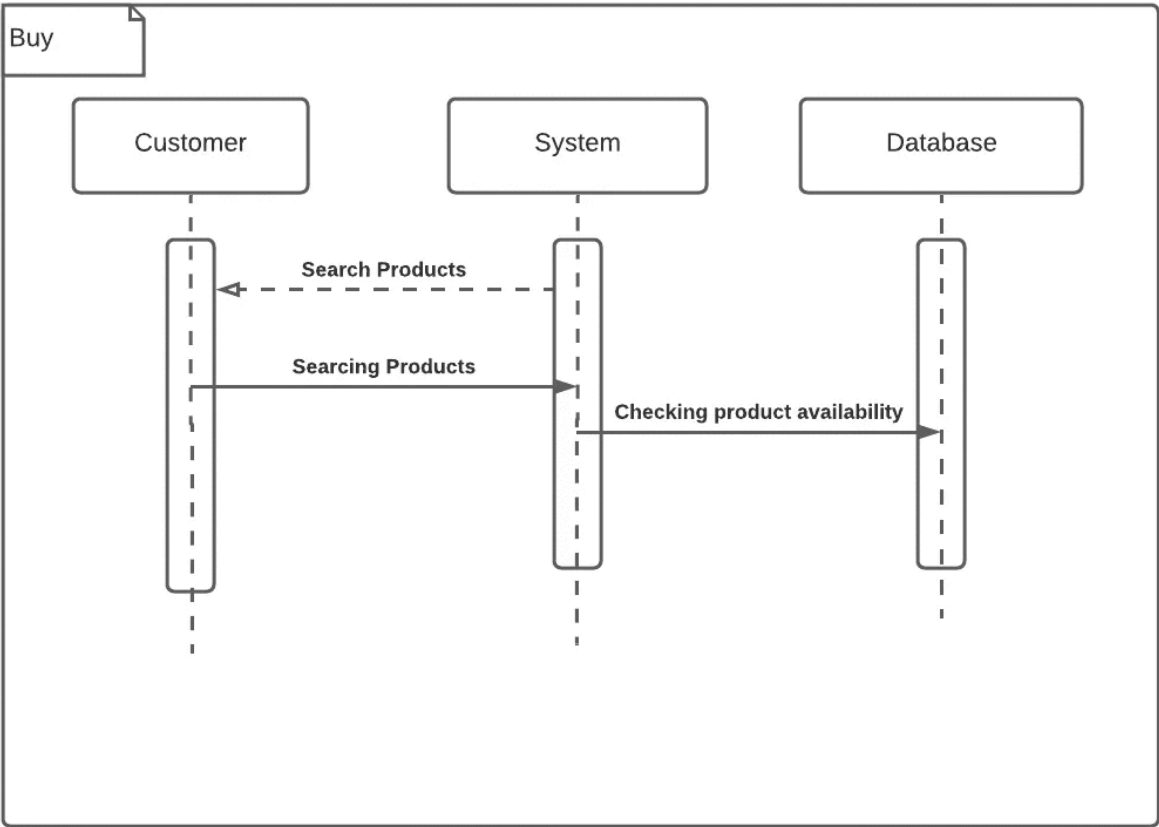 Buy
Customer
System
Database
Search Products
Searcing Products
Checking product availability